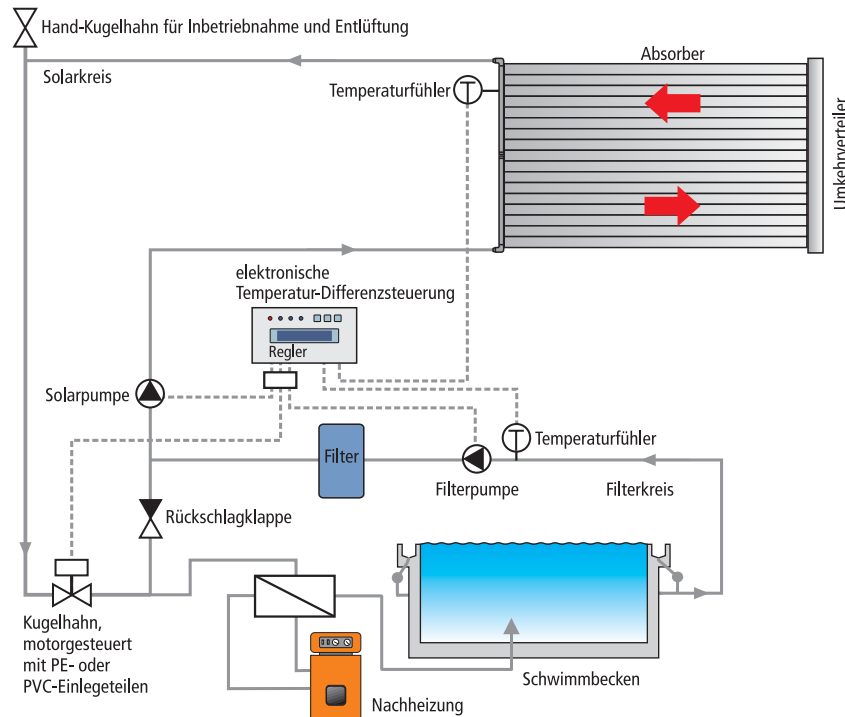 Hand-Kugelhahn für Inbetriebnahme und Entlüftung
Solarkreis
Absorber
Temperaturfühler
T
Umkehrverteiler
elektronische
Temperatur-Differenzsteuerung
Regler
Solarpumpe
Filter
T
Temperaturfühler
Filterpumpe
Filterkreis
Rückschlagklappe
Kugelhahn,
motorgesteuert
mit PE- oder
PVC-Einlegeteilen
Nachheizung
Schwimmbecken